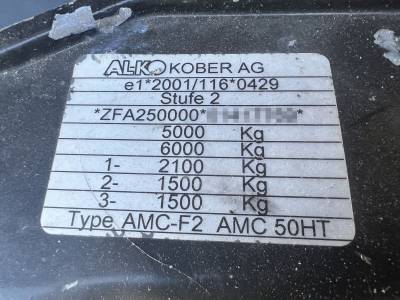 AL-KO KOBER AG
e1*2001/116*0429
Stufe 2
*ZFA250000*
5000 Kg
6000 Kg
1- 2100 Kg
2- 1500 Kg
3- 1500 Kg
Type AMC-F2 AMC 50HT